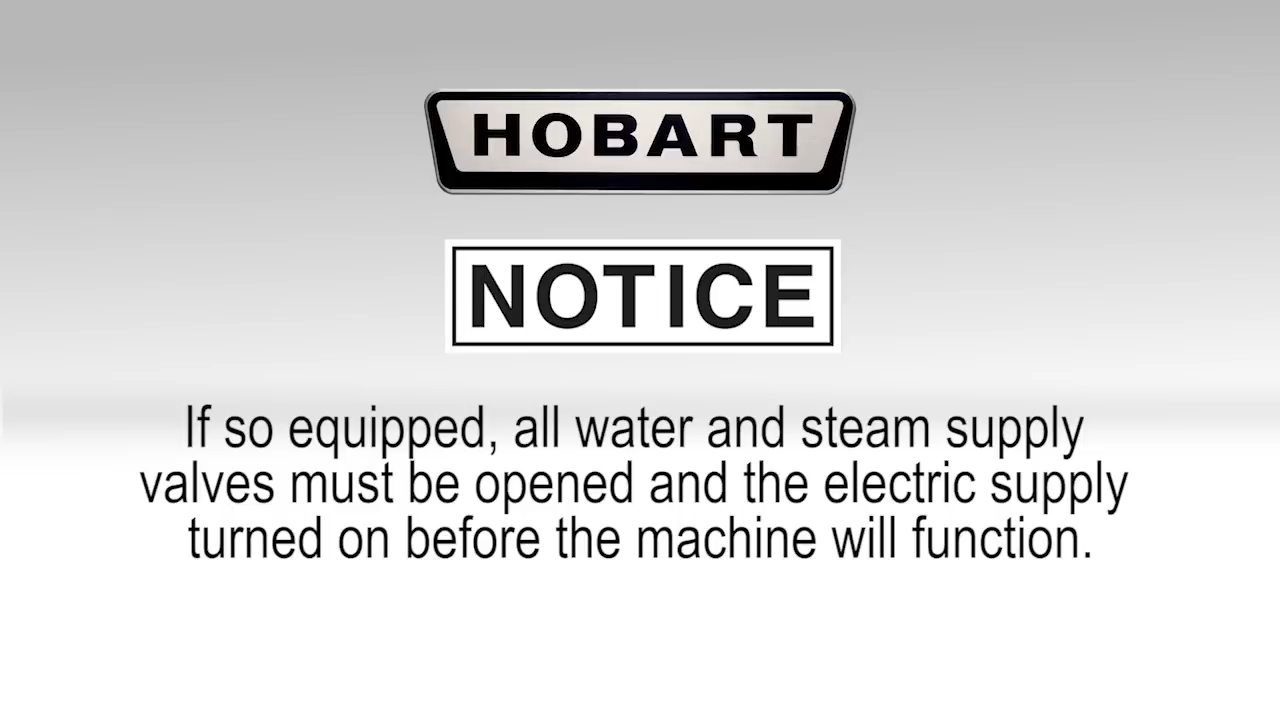 HOBART
NOTICE
If so equipped, all water and steam supply
valves must be opened and the electric supply
turned on before the machine will function.